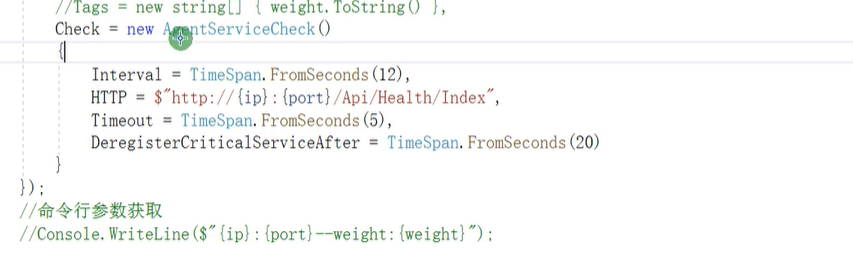 //Tags = new string[] { weight.ToString() },
Check = new AgentServiceCheck()
{
Interval = TimeSpan.FromSeconds(12),
HTTP = $"http://{ip}:{port}/Api/Health/Index",
Timeout = TimeSpan.FromSeconds(5),
DeregisterCriticalServiceAfter = TimeSpan.FromSeconds(20)
}
});
//命令行参数获取
//Console.WriteLine($"{ip}:{port}--weight:{weight}");